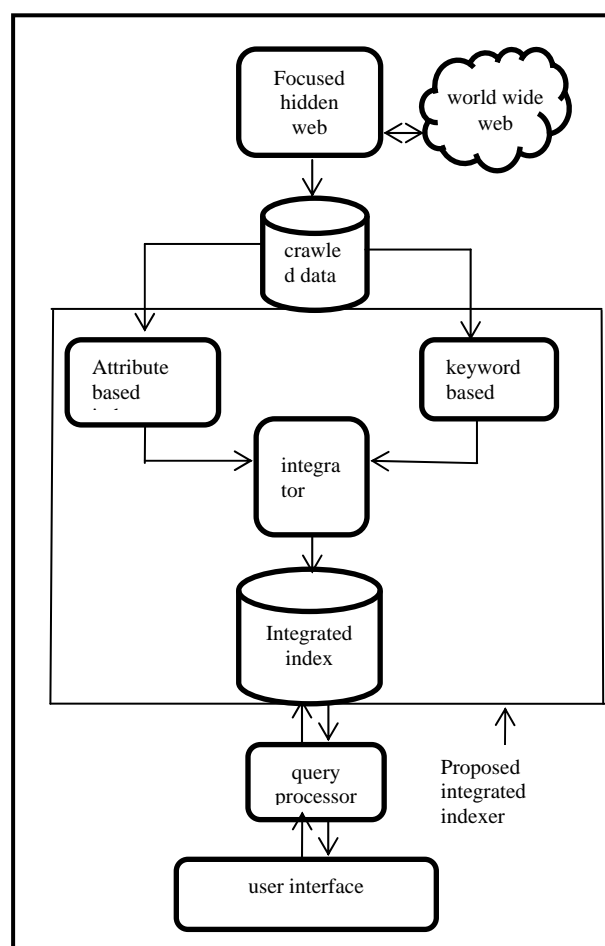 Focused
hidden
web
world wide
web
crawle
d data
Attribute
based
keyword
based
integra
tor
Integrated
index
query
processor
Proposed
integrated
indexer
user interface